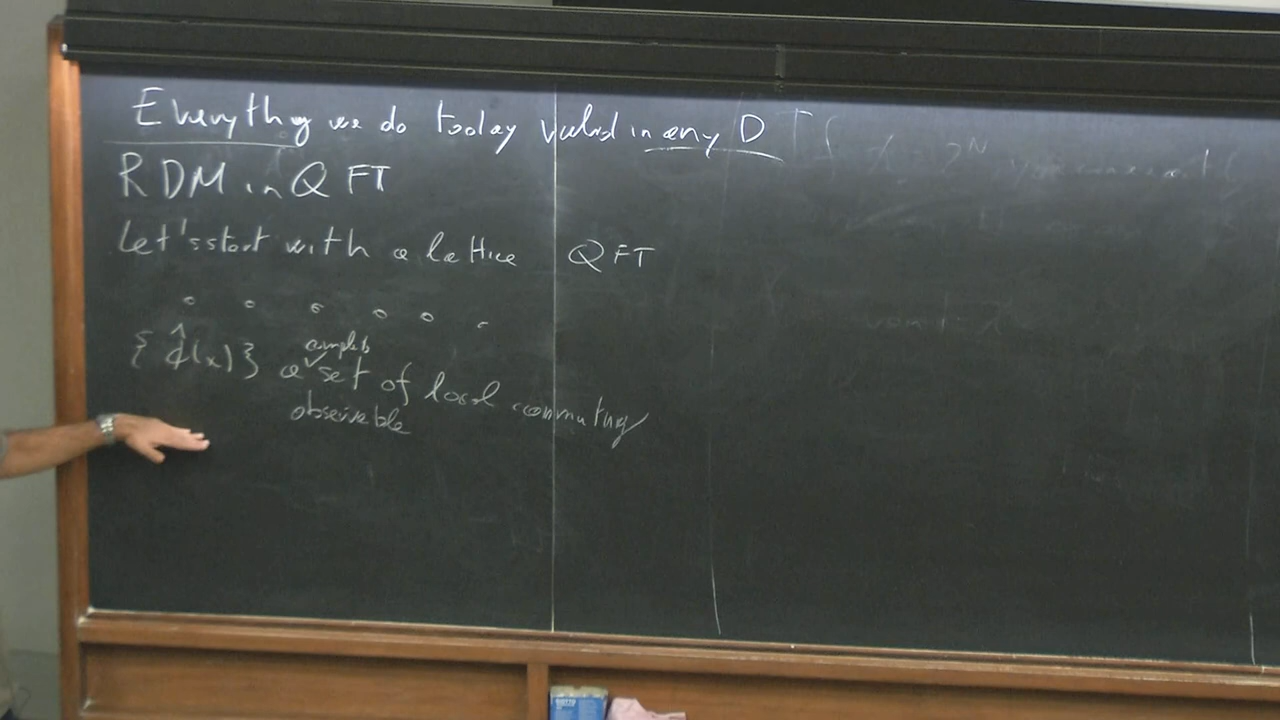 Everything we do today valid in any D
RDM in QFT
Let's start with a lattice QFT
complete
{ φ̂(x) } a ✓ set of local commuting
observable